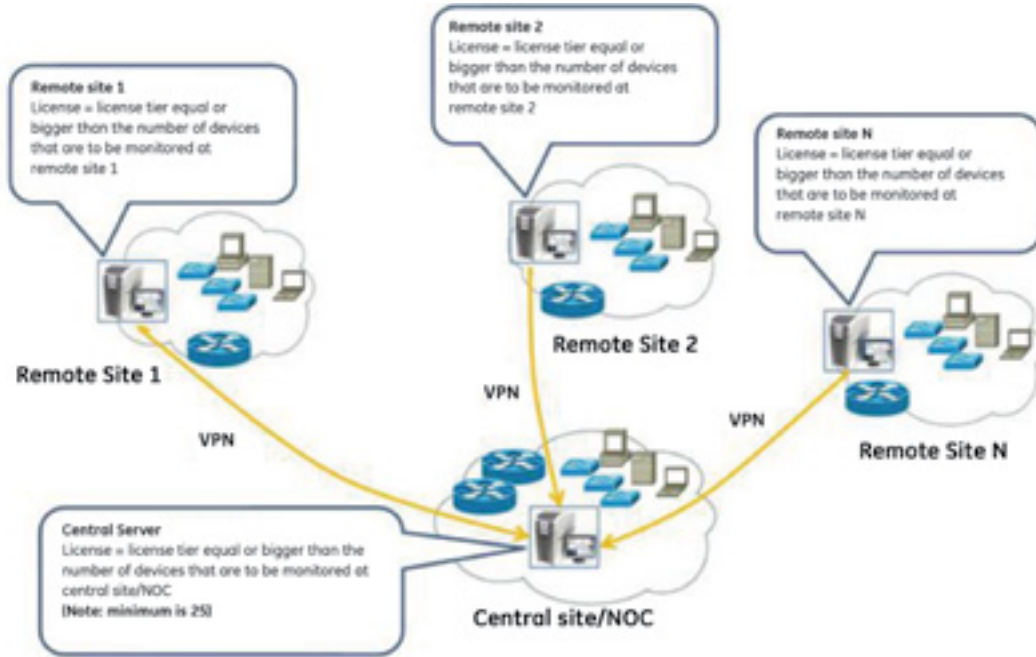 Remote site 1
License = license tier equal or
bigger than the number of devices
that are to be monitored at
remote site 1
Remote site 2
License = license tier equal or
bigger than the number of devices
that are to be monitored at
remote site 2
Remote site N
License = license tier equal or
bigger than the number of devices
that are to be monitored at
remote site N
Remote Site 1
Remote Site 2
Remote Site N
VPN
VPN
VPN
Central Server
License = license tier equal or bigger than the
number of devices that are to be monitored at
central site/NOC
(Note: minimum is 25)
Central site/NOC